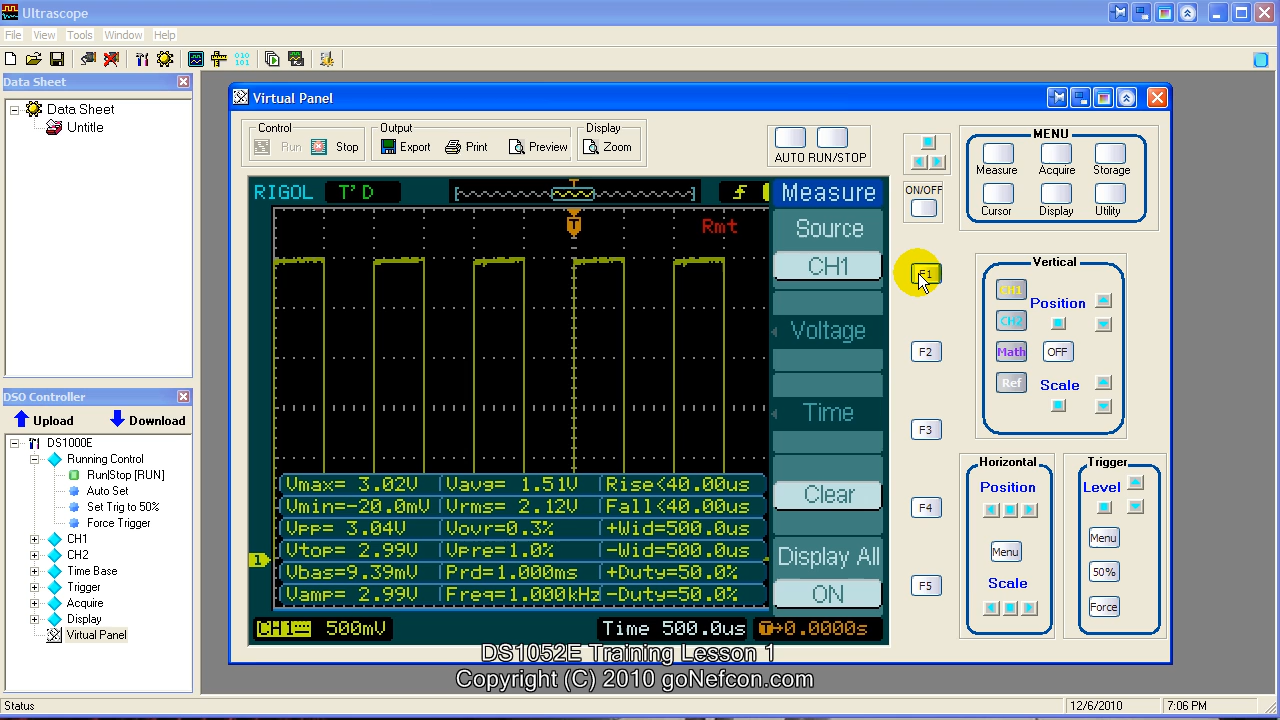 Ultrascope
File View Tools Window Help
Data Sheet
Data Sheet
Untitle
DSO Controller
Upload Download
DS1000E
Running Control
Run|Stop [RUN]
Auto Set
Set Trig to 50%
Force Trigger
CH1
CH2
Time Base
Trigger
Acquire
Display
Virtual Panel
Virtual Panel
Control Output Display
Run Stop Export Print Preview Zoom
AUTO RUN/STOP
ON/OFF
MENU
Measure Acquire Storage
Cursor Display Utility
RIGOL T'D
T
T
Rmt
Measure
Source
CH1
Voltage
Time
Clear
Display All
ON
Vmax= 3.02V Vavg= 1.51V Rise<40.00us
Vmin=-20.0mV Vrms= 2.12V Fall<40.00us
Vpp= 3.04V Vovr=0.3% +Wid=500.0us
Vtop= 2.99V Vpre=1.0% -Wid=500.0us
Vbas=9.39mV Prd=1.000ms +Duty=50.0%
Vamp= 2.99V Freq=1.000kHz -Duty=50.0%
1
CH1 500mV Time 500.0us T→0.0000s
F1
F2
F3
F4
F5
Vertical
CH1 Position
CH2
Math OFF
Ref Scale
Horizontal
Position
Menu
Scale
Trigger
Level
Menu
50%
Force
DS1052E Training Lesson 1
Copyright (C) 2010 goNefcon.com
Status 12/6/2010 7:06 PM